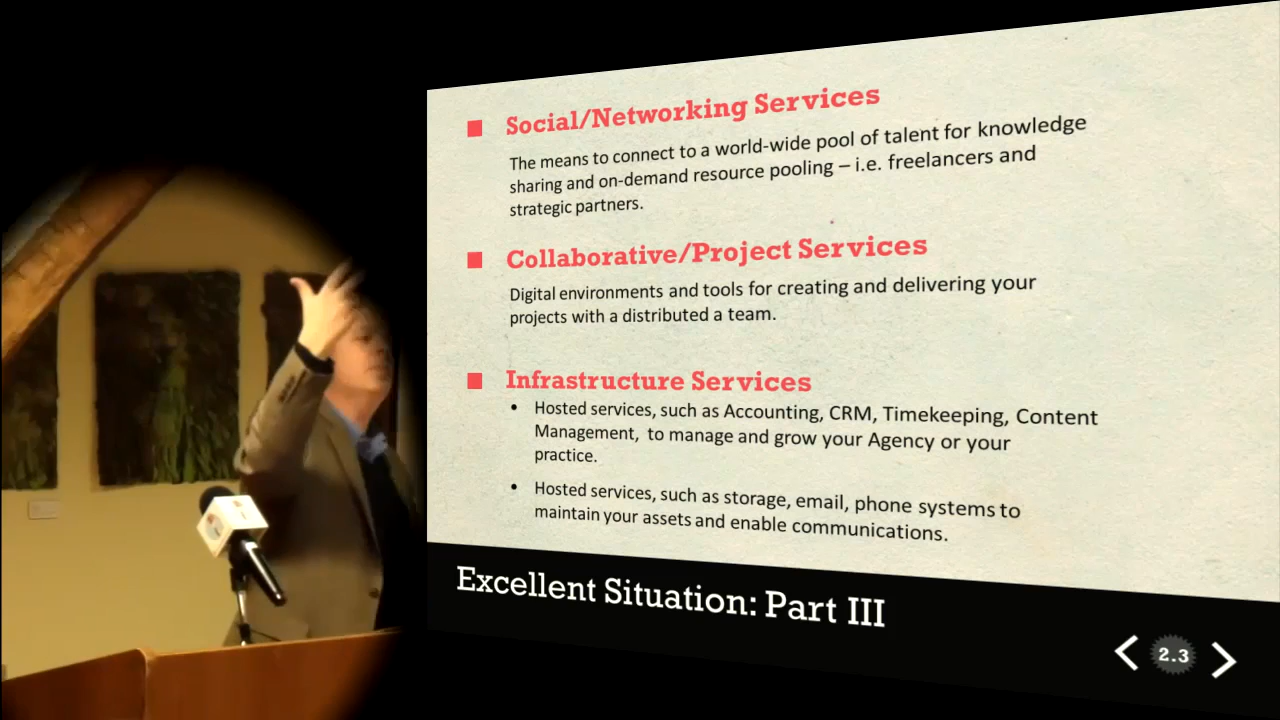 Social/Networking Services
The means to connect to a world-wide pool of talent for knowledge
sharing and on-demand resource pooling – i.e. freelancers and
strategic partners.
Collaborative/Project Services
Digital environments and tools for creating and delivering your
projects with a distributed a team.
Infrastructure Services
• Hosted services, such as Accounting, CRM, Timekeeping, Content
Management, to manage and grow your Agency or your
practice.
• Hosted services, such as storage, email, phone systems to
maintain your assets and enable communications.
Excellent Situation: Part III
2.3